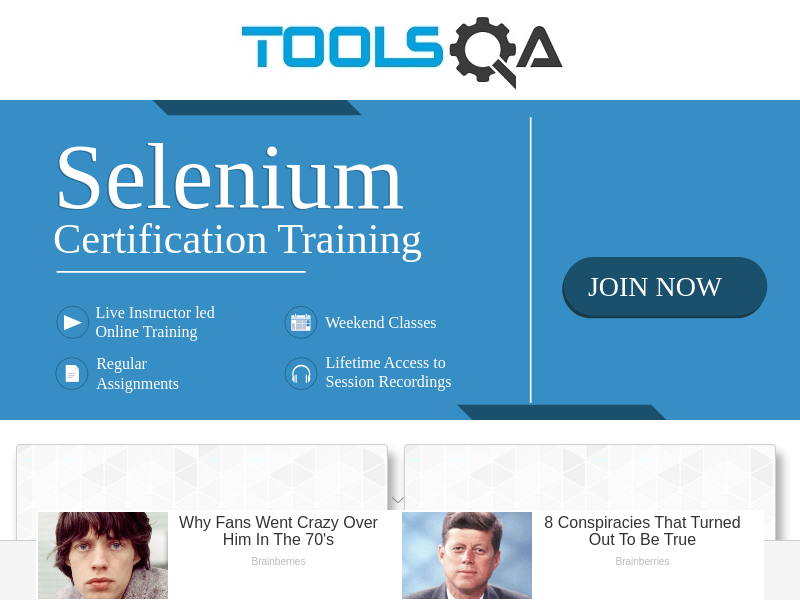 TOOLSQA
Selenium
Certification Training
JOIN NOW
Live Instructor led
Online Training
Weekend Classes
Regular
Assignments
Lifetime Access to
Session Recordings
Why Fans Went Crazy Over
Him In The 70's
Brainberries
8 Conspiracies That Turned
Out To Be True
Brainberries